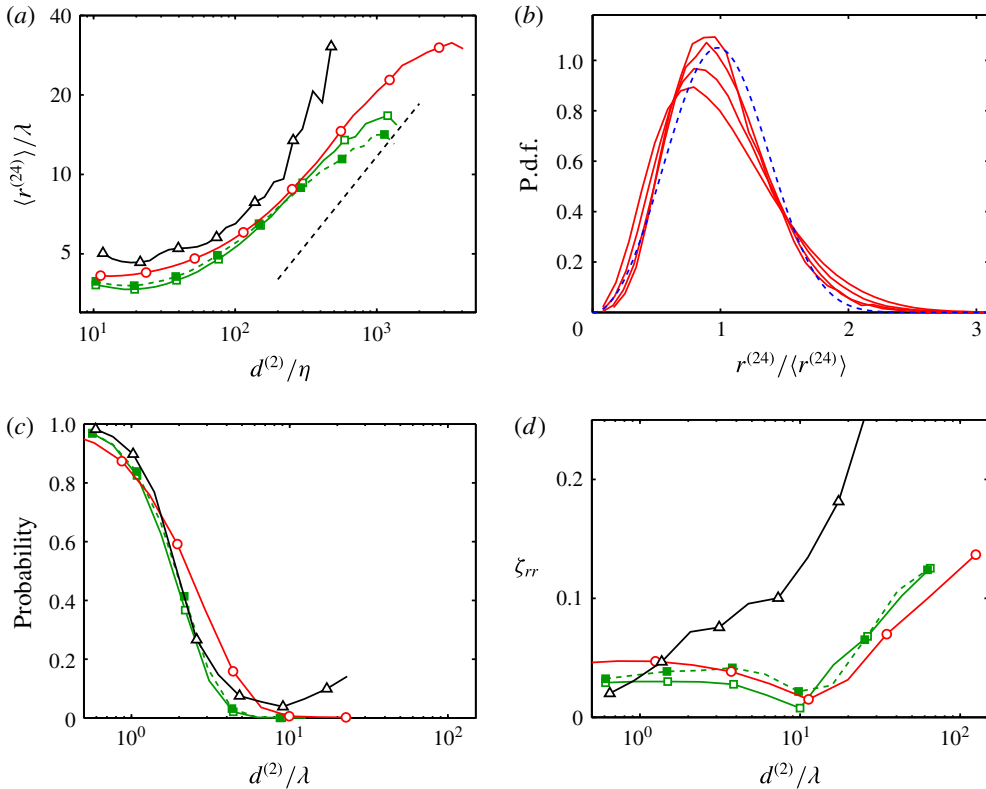 (a)
40
20
10
5
⟨r(24)⟩/λ
10¹
10²
10³
d(2)/η
(b)
1.0
0.8
0.6
0.4
0.2
0
1
2
3
P.d.f.
r(24)/⟨r(24)⟩
(c)
1.0
0.8
0.6
0.4
0.2
0
Probability
10⁰
10¹
10²
d(2)/λ
(d)
0.2
0.1
0
ζrr
10⁰
10¹
10²
d(2)/λ